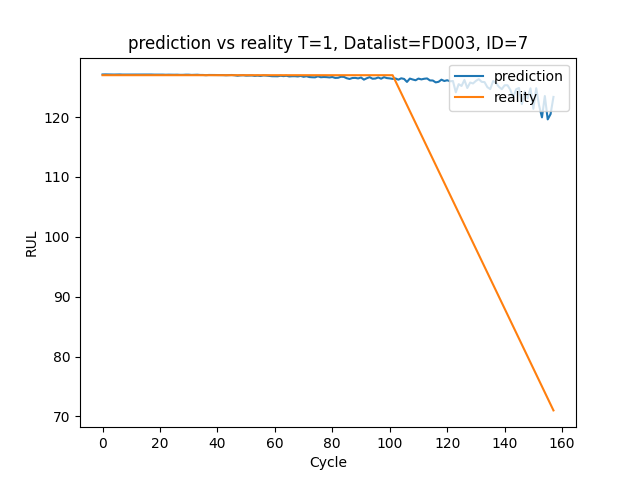 prediction vs reality T=1, Datalist=FD003, ID=7
prediction
reality
RUL
120
110
100
90
80
70
0 20 40 60 80 100 120 140 160
Cycle